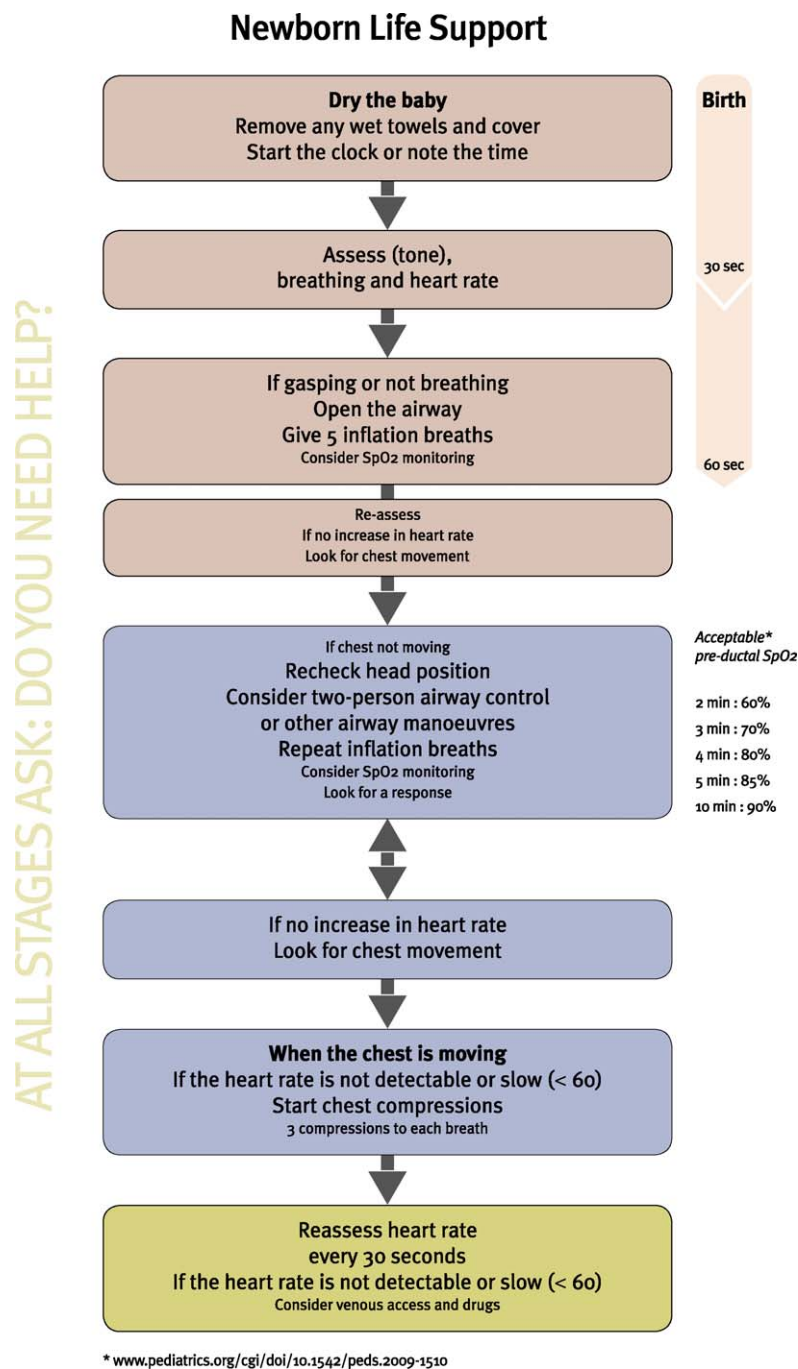 Newborn Life Support
Dry the baby
Remove any wet towels and cover
Start the clock or note the time
Birth
Assess (tone),
breathing and heart rate
30 sec
If gasping or not breathing
Open the airway
Give 5 inflation breaths
Consider SpO2 monitoring
60 sec
Re-assess
If no increase in heart rate
Look for chest movement
If chest not moving
Recheck head position
Consider two-person airway control
or other airway manoeuvres
Repeat inflation breaths
Consider SpO2 monitoring
Look for a response
Acceptable*
pre-ductal SpO2
2 min : 60%
3 min : 70%
4 min : 80%
5 min : 85%
10 min : 90%
If no increase in heart rate
Look for chest movement
When the chest is moving
If the heart rate is not detectable or slow (< 60)
Start chest compressions
3 compressions to each breath
Reassess heart rate
every 30 seconds
If the heart rate is not detectable or slow (< 60)
Consider venous access and drugs
AT ALL STAGES ASK: DO YOU NEED HELP?
* www.pediatrics.org/cgi/doi/10.1542/peds.2009-1510